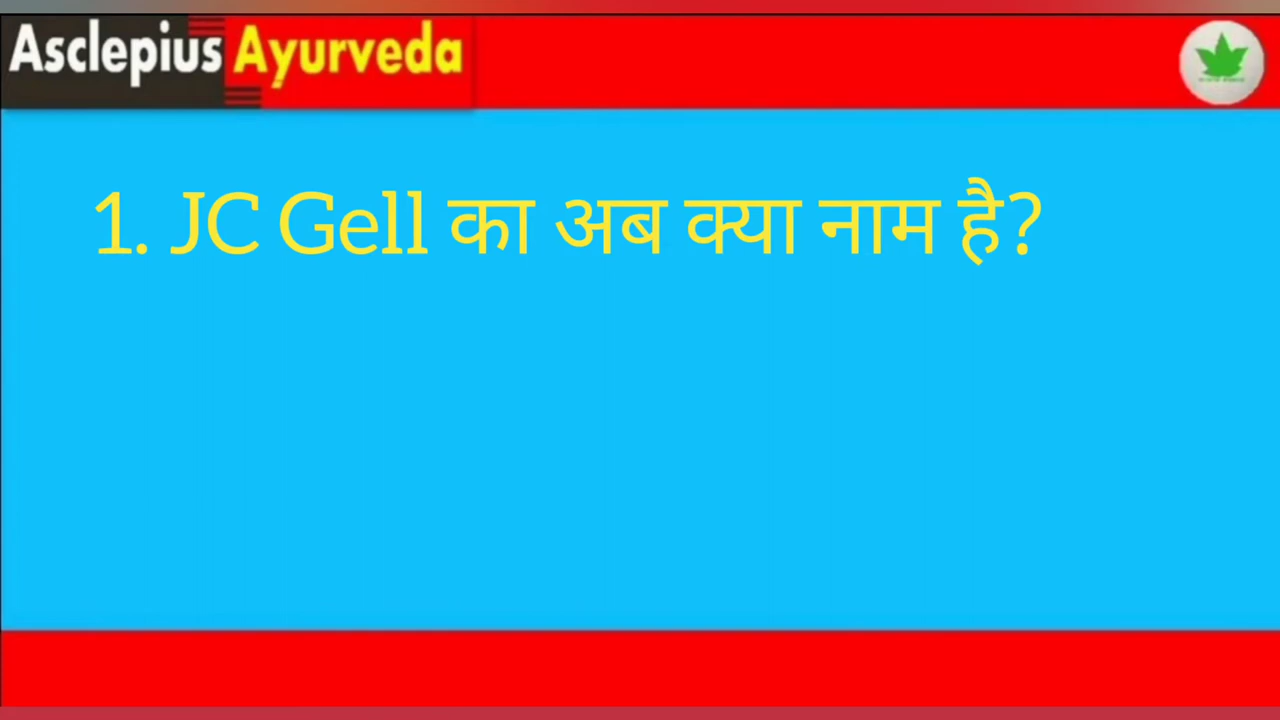 Asclepius Ayurveda
1. JC Gell का अब क्या नाम है?